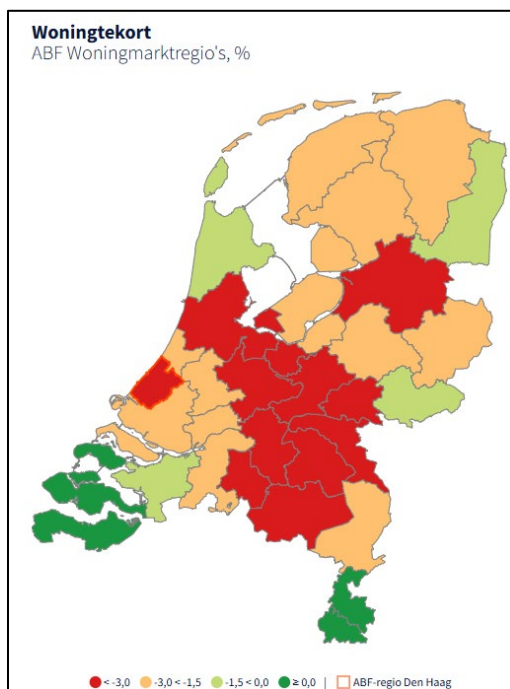 Woningtekort
ABF Woningmarktregio's, %
< -3,0 -3,0 < -1,5 -1,5 < 0,0 ≥ 0,0 | ABF-regio Den Haag